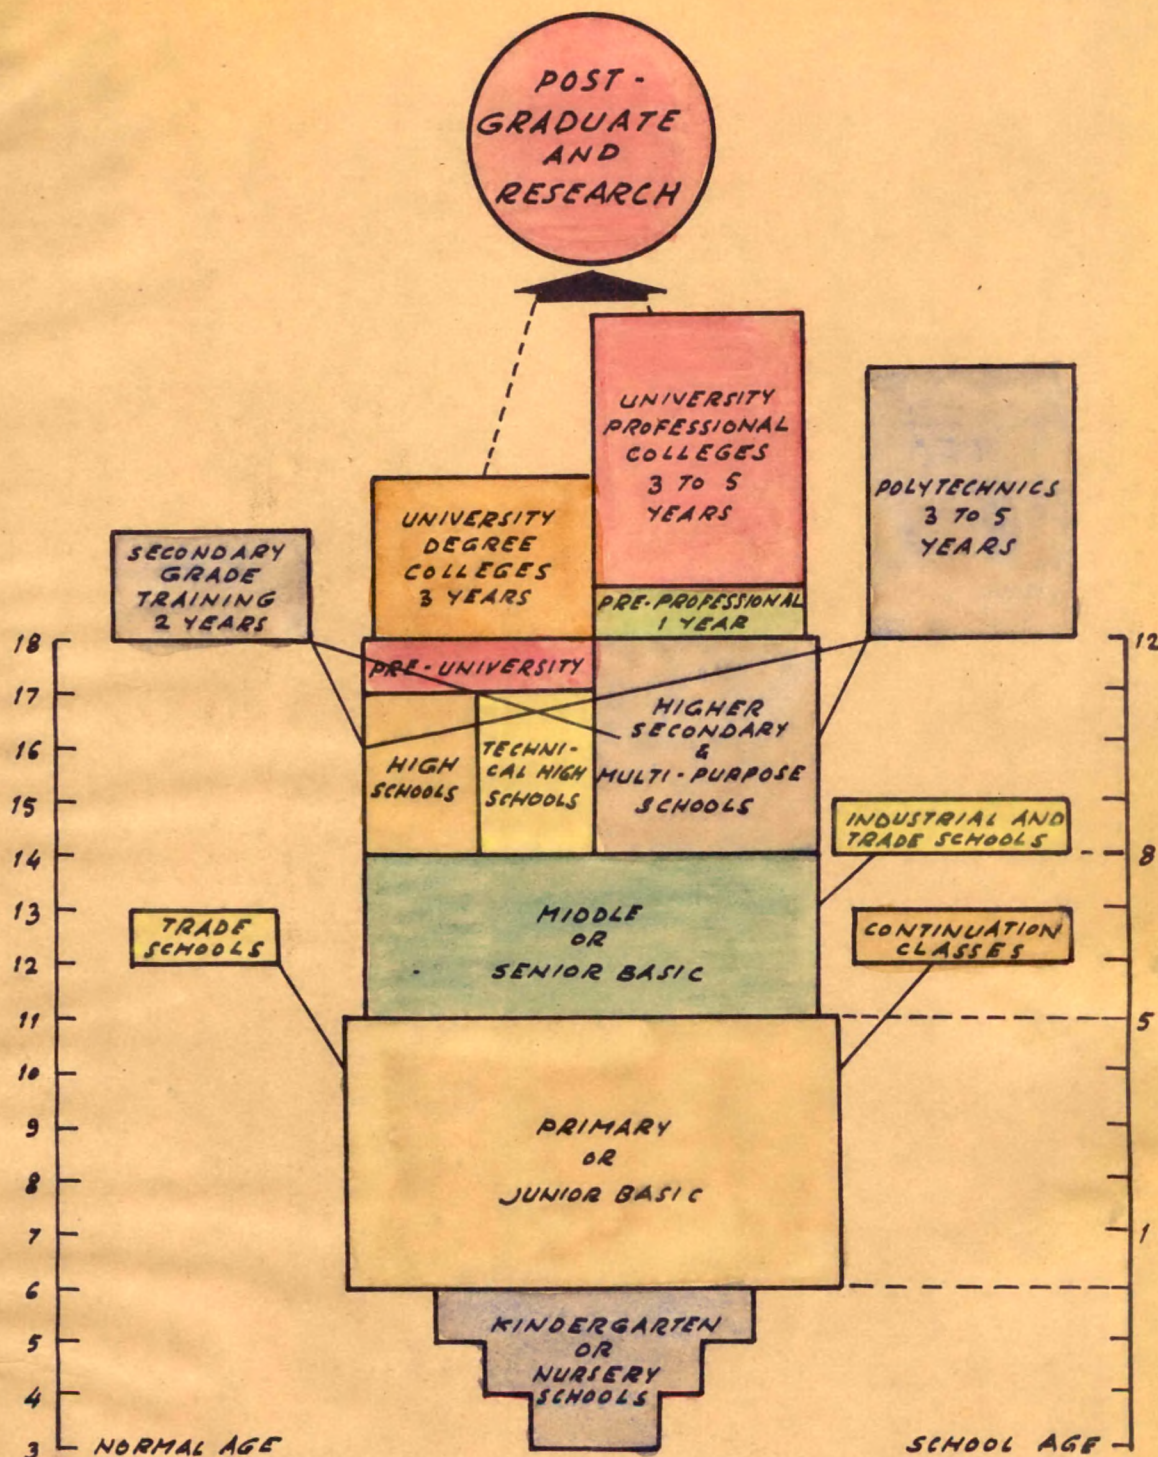 POST-
GRADUATE
AND
RESEARCH
UNIVERSITY
PROFESSIONAL
COLLEGES
3 TO 5
YEARS
POLYTECHNICS
3 TO 5
YEARS
UNIVERSITY
DEGREE
COLLEGES
3 YEARS
SECONDARY
GRADE
TRAINING
2 YEARS
PRE-PROFESSIONAL
1 YEAR
PRE-UNIVERSITY
HIGHER
SECONDARY
&
MULTI-PURPOSE
SCHOOLS
HIGH
SCHOOLS
TECHNI-
CAL HIGH
SCHOOLS
INDUSTRIAL AND
TRADE SCHOOLS
MIDDLE
OR
SENIOR BASIC
TRADE
SCHOOLS
CONTINUATION
CLASSES
PRIMARY
OR
JUNIOR BASIC
KINDERGARTEN
OR
NURSERY
SCHOOLS
18
17
16
15
14
13
12
11
10
9
8
7
6
5
4
3
NORMAL AGE
12
8
5
1
SCHOOL AGE